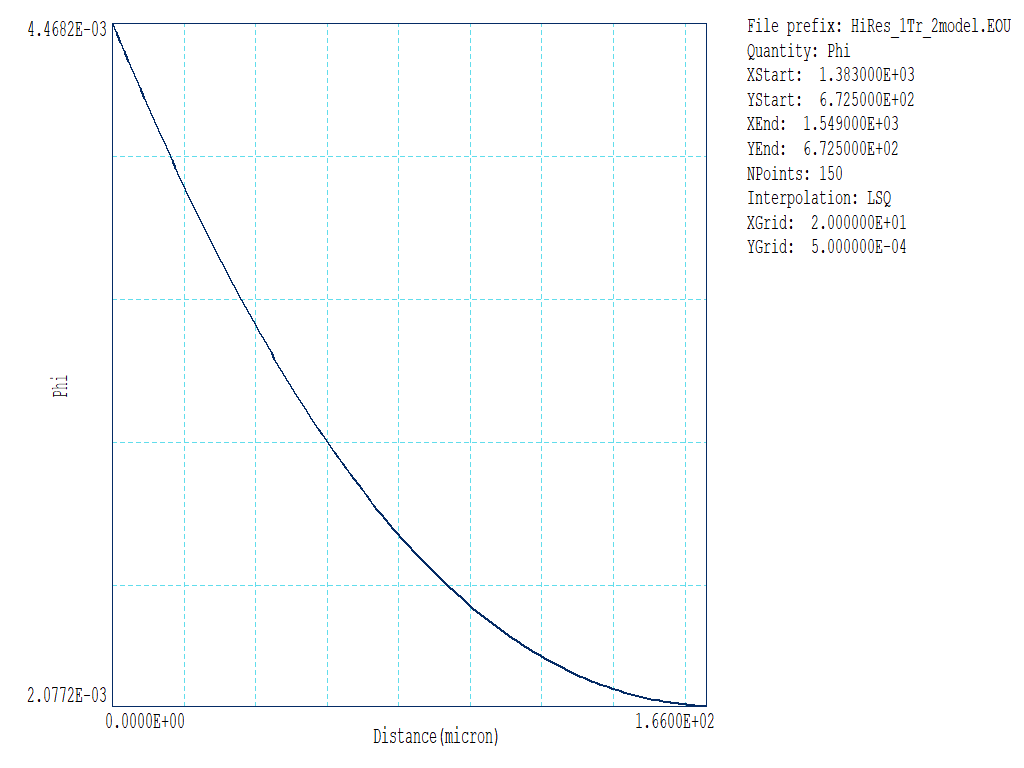 4.4682E-03
Phi
2.0772E-03
0.0000E+00
1.6600E+02
Distance(micron)
File prefix: HiRes_1Tr_2model.EOU
Quantity: Phi
XStart: 1.383000E+03
YStart: 6.725000E+02
XEnd: 1.549000E+03
YEnd: 6.725000E+02
NPoints: 150
Interpolation: LSQ
XGrid: 2.000000E+01
YGrid: 5.000000E-04